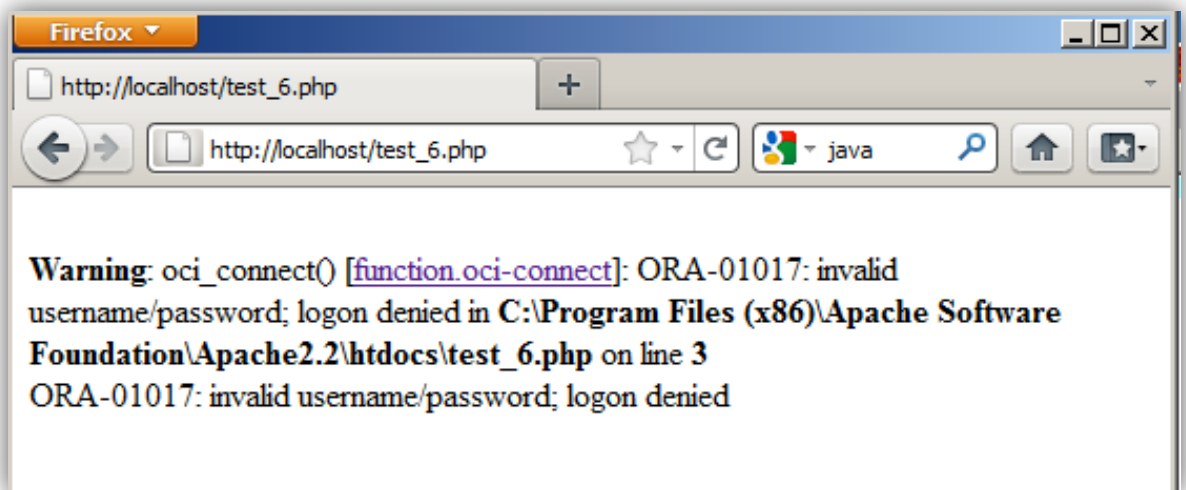 Firefox
http://localhost/test_6.php
http://localhost/test_6.php
java
Warning: oci_connect() [function.oci-connect]: ORA-01017: invalid
username/password; logon denied in C:\Program Files (x86)\Apache Software
Foundation\Apache2.2\htdocs\test_6.php on line 3
ORA-01017: invalid username/password; logon denied